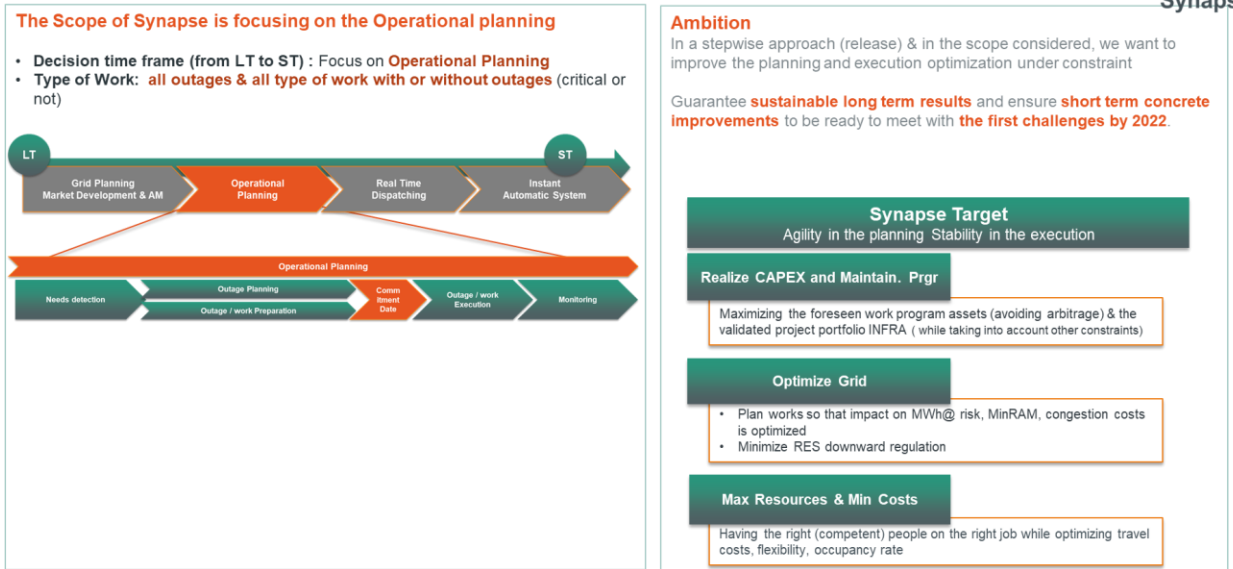 Synaps
The Scope of Synapse is focusing on the Operational planning
• Decision time frame (from LT to ST) : Focus on Operational Planning
• Type of Work: all outages & all type of work with or without outages (critical or
not)
LT
ST
Grid Planning
Market Development & AM
Operational
Planning
Real Time
Dispatching
Instant
Automatic System
Operational Planning
Needs detection
Outage Planning
Outage / work Preparation
Comm
itment
Date
Outage / work
Execution
Monitoring
Ambition
In a stepwise approach (release) & in the scope considered, we want to
improve the planning and execution optimization under constraint
Guarantee sustainable long term results and ensure short term concrete
improvements to be ready to meet with the first challenges by 2022.
Synapse Target
Agility in the planning Stability in the execution
Realize CAPEX and Maintain. Prgr
Maximizing the foreseen work program assets (avoiding arbitrage) & the
validated project portfolio INFRA ( while taking into account other constraints)
Optimize Grid
• Plan works so that impact on MWh@ risk, MinRAM, congestion costs
is optimized
• Minimize RES downward regulation
Max Resources & Min Costs
Having the right (competent) people on the right job while optimizing travel
costs, flexibility, occupancy rate